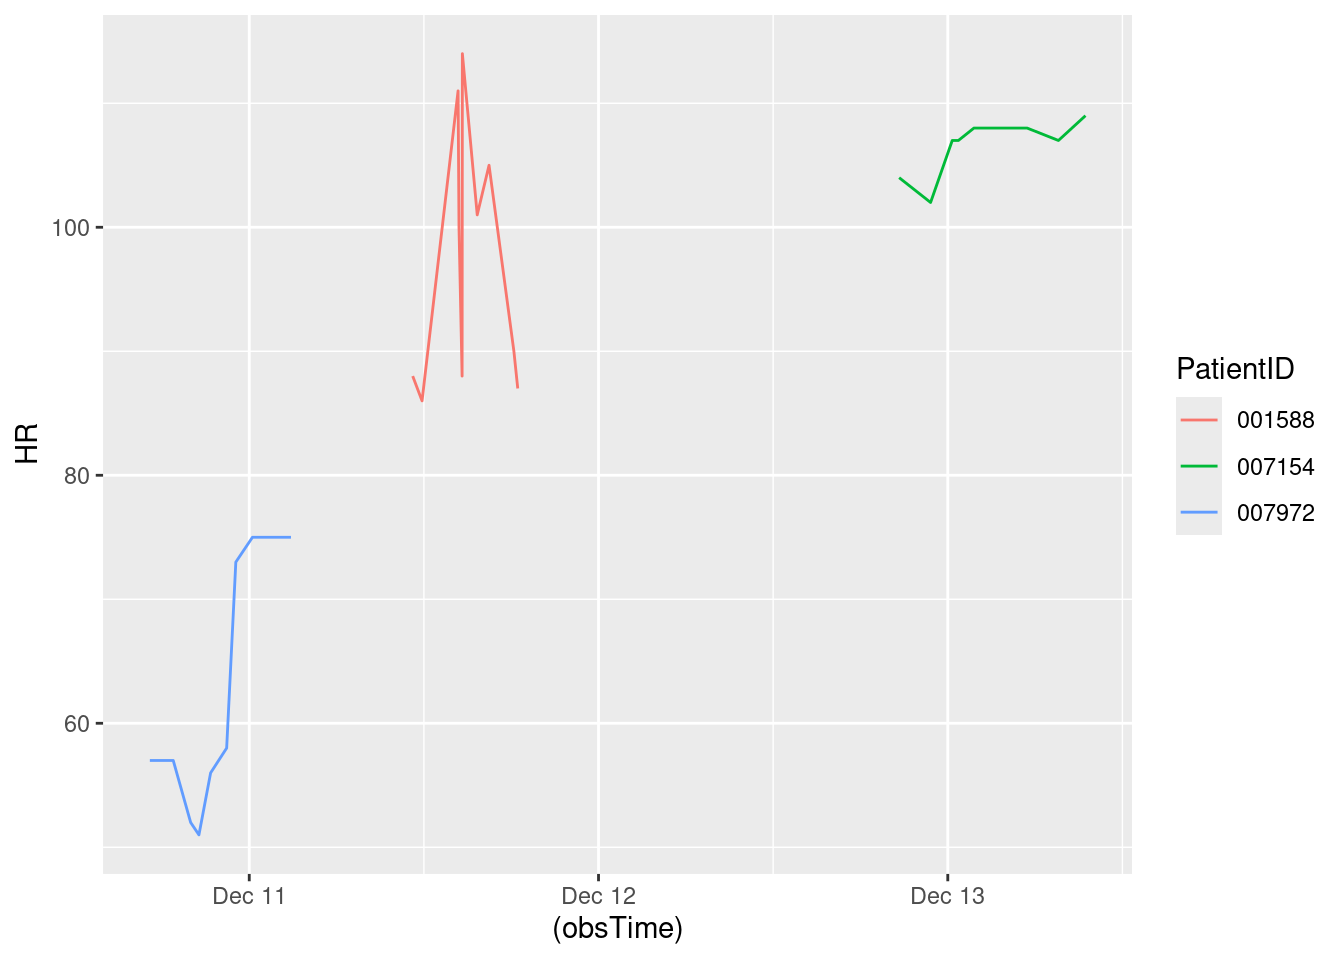 HR
100
80
60
Dec 11
Dec 12
Dec 13
(obsTime)
PatientID
001588
007154
007972